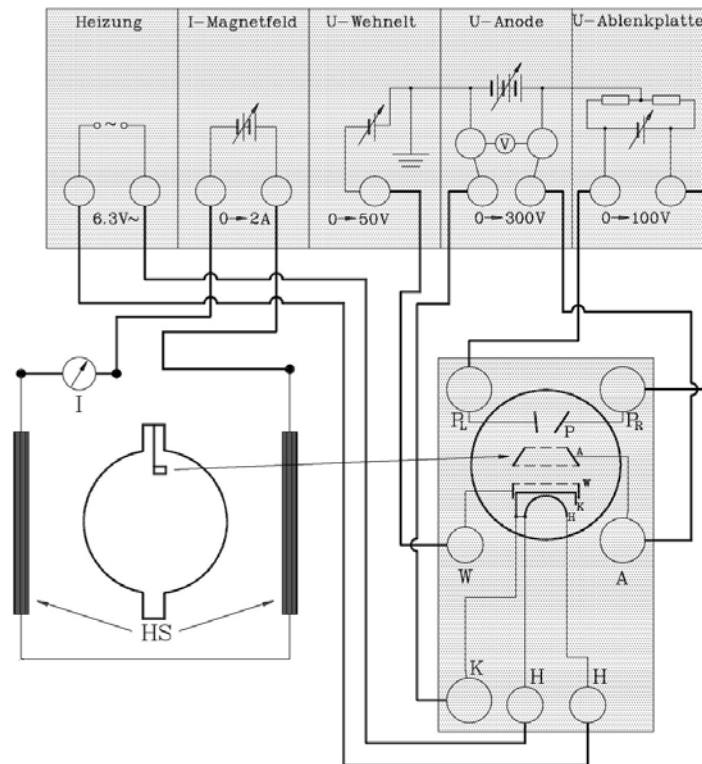 Heizung I-Magnetfeld U-Wehnelt U-Anode U-Ablenkplatte
~ V
6.3V~ 0→2A 0→50V 0→300V 0→100V
I
P_L P P_R
A
W
K
H
W A
HS
K H H